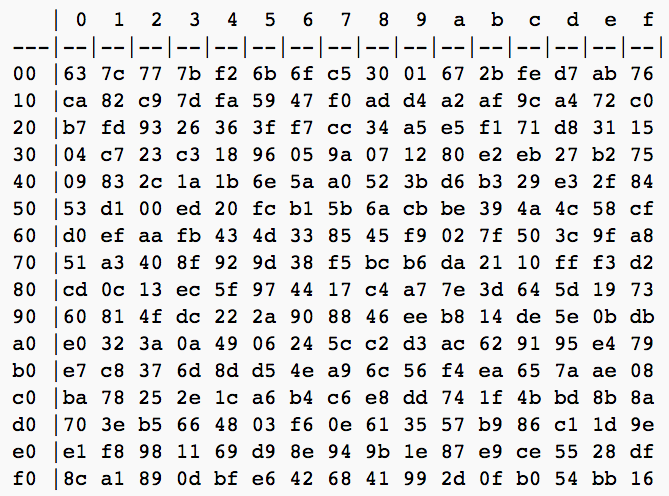 | 0 1 2 3 4 5 6 7 8 9 a b c d e f
---|--|--|--|--|--|--|--|--|--|--|--|--|--|--|--|--|
00 |63 7c 77 7b f2 6b 6f c5 30 01 67 2b fe d7 ab 76
10 |ca 82 c9 7d fa 59 47 f0 ad d4 a2 af 9c a4 72 c0
20 |b7 fd 93 26 36 3f f7 cc 34 a5 e5 f1 71 d8 31 15
30 |04 c7 23 c3 18 96 05 9a 07 12 80 e2 eb 27 b2 75
40 |09 83 2c 1a 1b 6e 5a a0 52 3b d6 b3 29 e3 2f 84
50 |53 d1 00 ed 20 fc b1 5b 6a cb be 39 4a 4c 58 cf
60 |d0 ef aa fb 43 4d 33 85 45 f9 02 7f 50 3c 9f a8
70 |51 a3 40 8f 92 9d 38 f5 bc b6 da 21 10 ff f3 d2
80 |cd 0c 13 ec 5f 97 44 17 c4 a7 7e 3d 64 5d 19 73
90 |60 81 4f dc 22 2a 90 88 46 ee b8 14 de 5e 0b db
a0 |e0 32 3a 0a 49 06 24 5c c2 d3 ac 62 91 95 e4 79
b0 |e7 c8 37 6d 8d d5 4e a9 6c 56 f4 ea 65 7a ae 08
c0 |ba 78 25 2e 1c a6 b4 c6 e8 dd 74 1f 4b bd 8b 8a
d0 |70 3e b5 66 48 03 f6 0e 61 35 57 b9 86 c1 1d 9e
e0 |e1 f8 98 11 69 d9 8e 94 9b 1e 87 e9 ce 55 28 df
f0 |8c a1 89 0d bf e6 42 68 41 99 2d 0f b0 54 bb 16